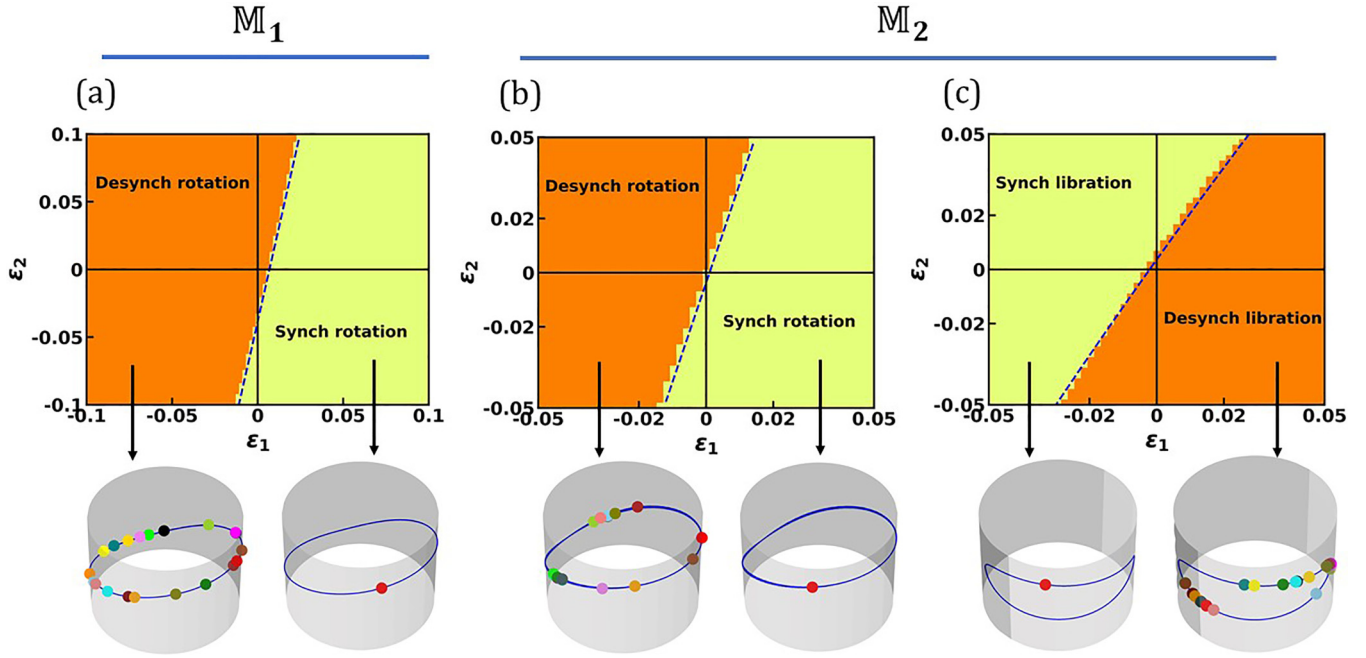 𝕄₁
𝕄₂
(a)
(b)
(c)
0.1
0.05
0
-0.05
-0.1
ε₂
Desynch rotation
Synch rotation
-0.1
-0.05
0
0.05
0.1
ε₁
0.05
0.02
0
-0.02
-0.05
ε₂
Desynch rotation
Synch rotation
-0.05
-0.02
0
0.02
0.05
ε₁
0.05
0.02
0
-0.02
-0.05
ε₂
Synch libration
Desynch libration
-0.05
-0.02
0
0.02
0.05
ε₁